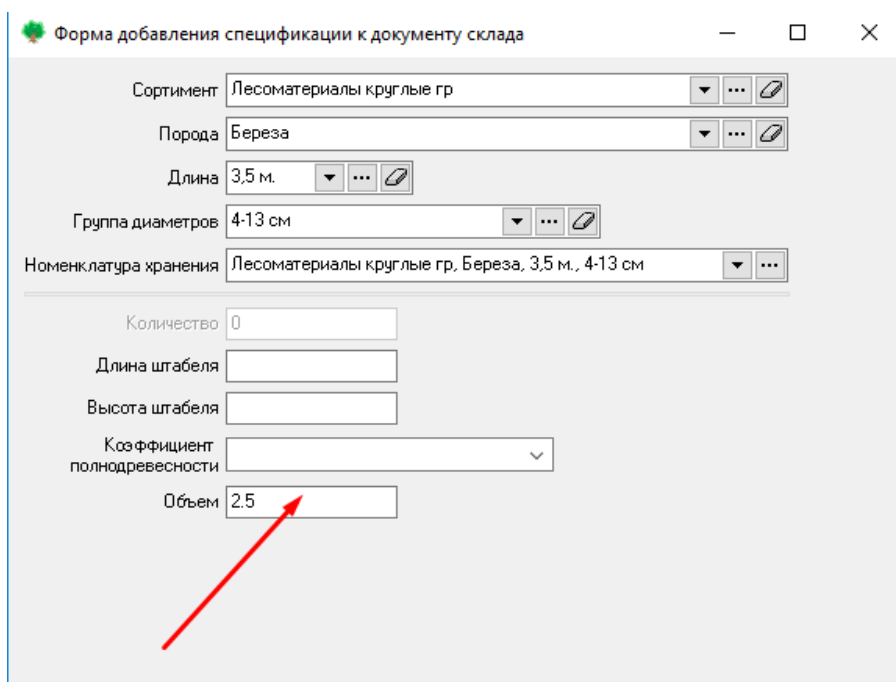 Форма добавления спецификации к документу склада
Сортимент Лесоматериалы круглые гр
Порода Береза
Длина 3,5 м.
Группа диаметров 4-13 см
Номенклатура хранения Лесоматериалы круглые гр, Береза, 3,5 м., 4-13 см
Количество 0
Длина штабеля
Высота штабеля
Коэффициент
полнодревесности
Объем 2.5